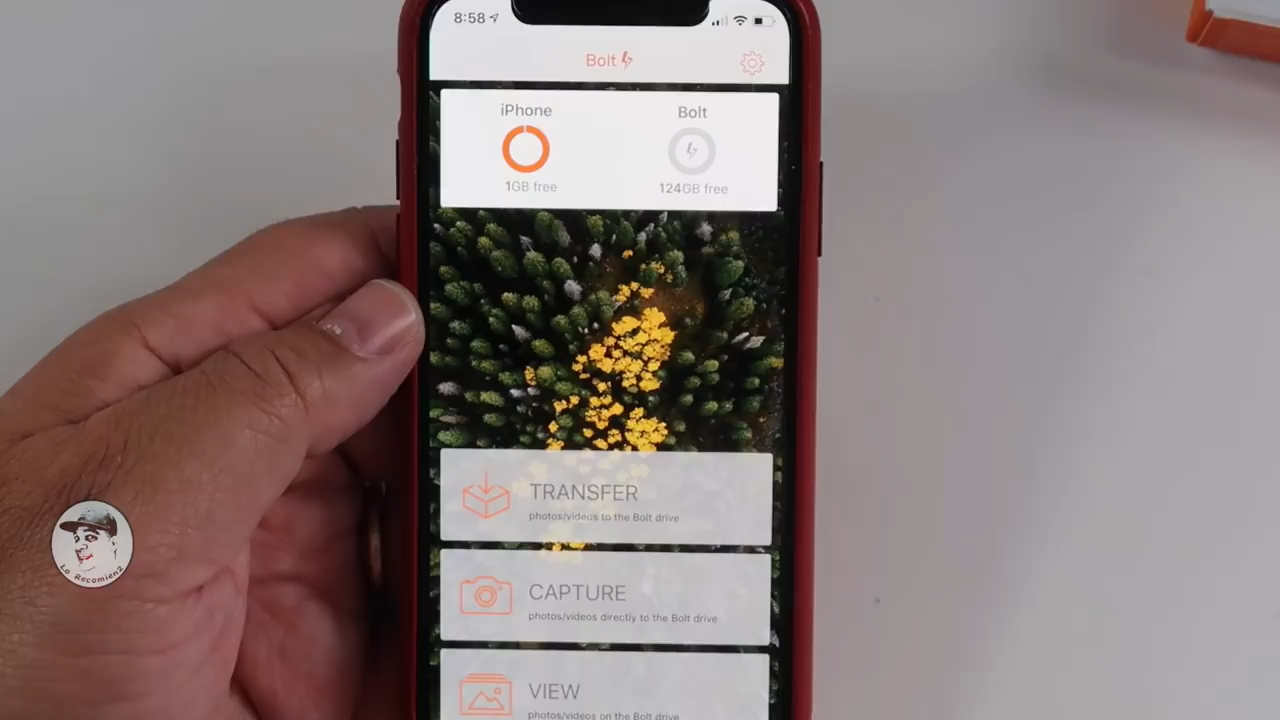 8:58
Bolt
iPhone
Bolt
1GB free
124GB free
TRANSFER
photos/videos to the Bolt drive
CAPTURE
photos/videos directly to the Bolt drive
VIEW
photos/videos on the Bolt drive
Lo Recomien2